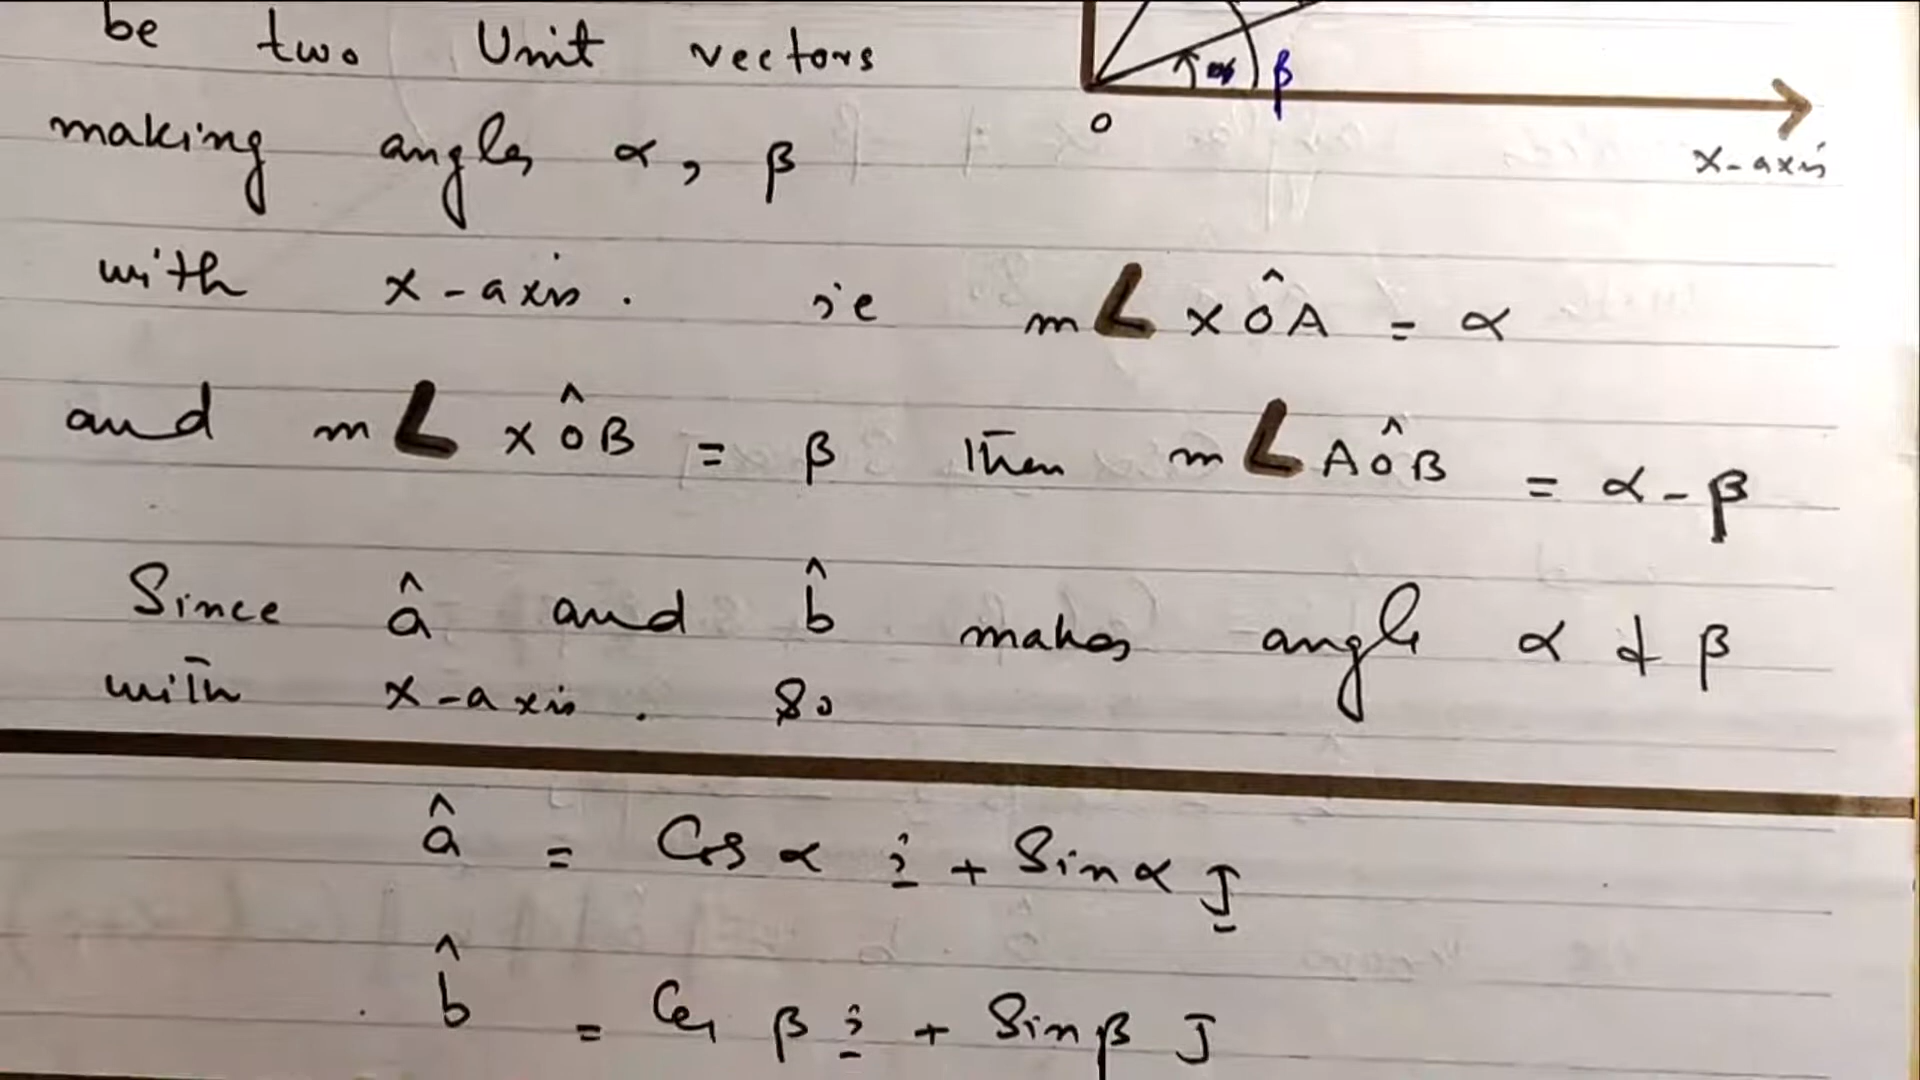 be two Unit vectors
α β
O
x-axis
making angles α, β
with x-axis. ie m∠xÔA = α
and m∠xÔB = β Then m∠AÔB = α-β
Since â and b̂ makes angle α & β
with x-axis. So
â = Cos α i + Sin α J
b̂ = Cos β i + Sin β J